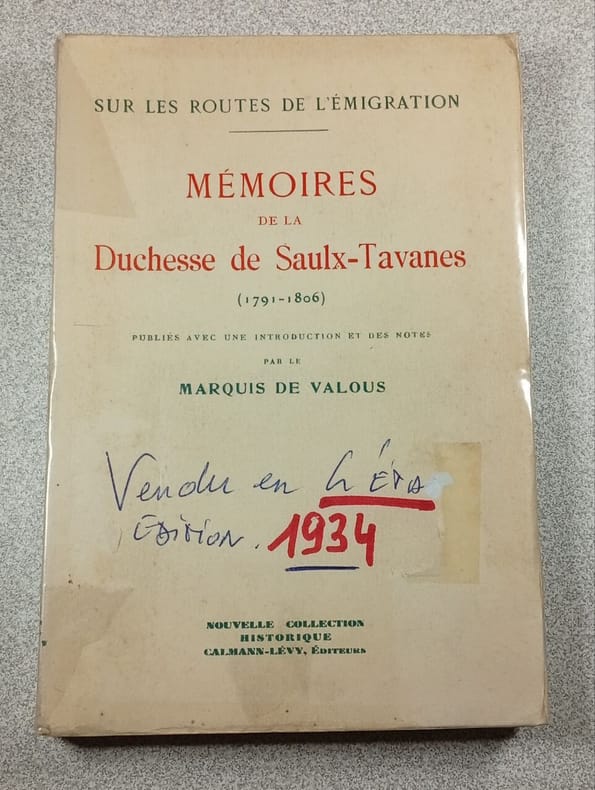 SUR LES ROUTES DE L'ÉMIGRATION
MÉMOIRES
DE LA
Duchesse de Saulx-Tavanes
(1791-1806)
PUBLIÉS AVEC UNE INTRODUCTION ET DES NOTES
PAR LE
MARQUIS DE VALOUS
Vendu en L'ÉTA
ÉDITION. 1934
NOUVELLE COLLECTION
HISTORIQUE
CALMANN-LÉVY, ÉDITEURS